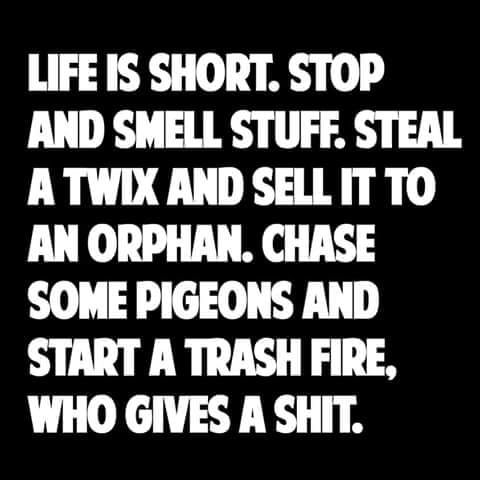 LIFE IS SHORT. STOP
AND SMELL STUFF. STEAL
A TWIX AND SELL IT TO
AN ORPHAN. CHASE
SOME PIGEONS AND
START A TRASH FIRE,
WHO GIVES A SHIT.